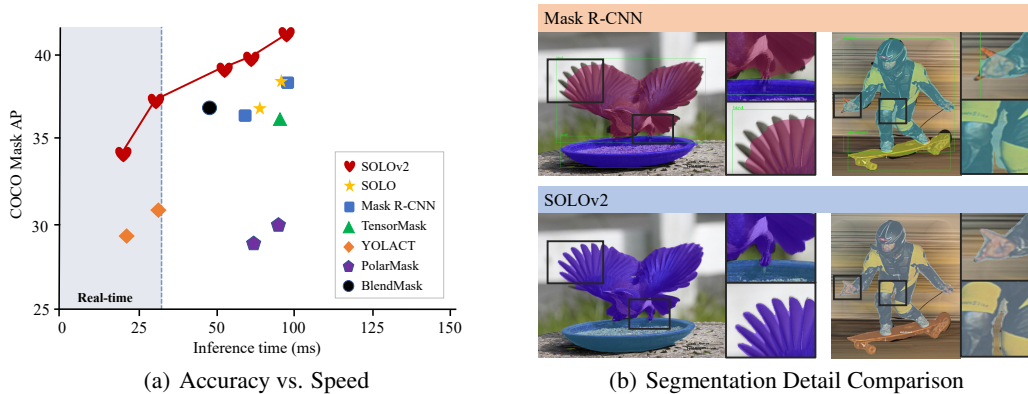 COCO Mask AP
40
35
30
25
0
25
50
75
100
125
150
Inference time (ms)
Real-time
SOLOv2
SOLO
Mask R-CNN
TensorMask
YOLACT
PolarMask
BlendMask
(a) Accuracy vs. Speed
Mask R-CNN
SOLOv2
(b) Segmentation Detail Comparison